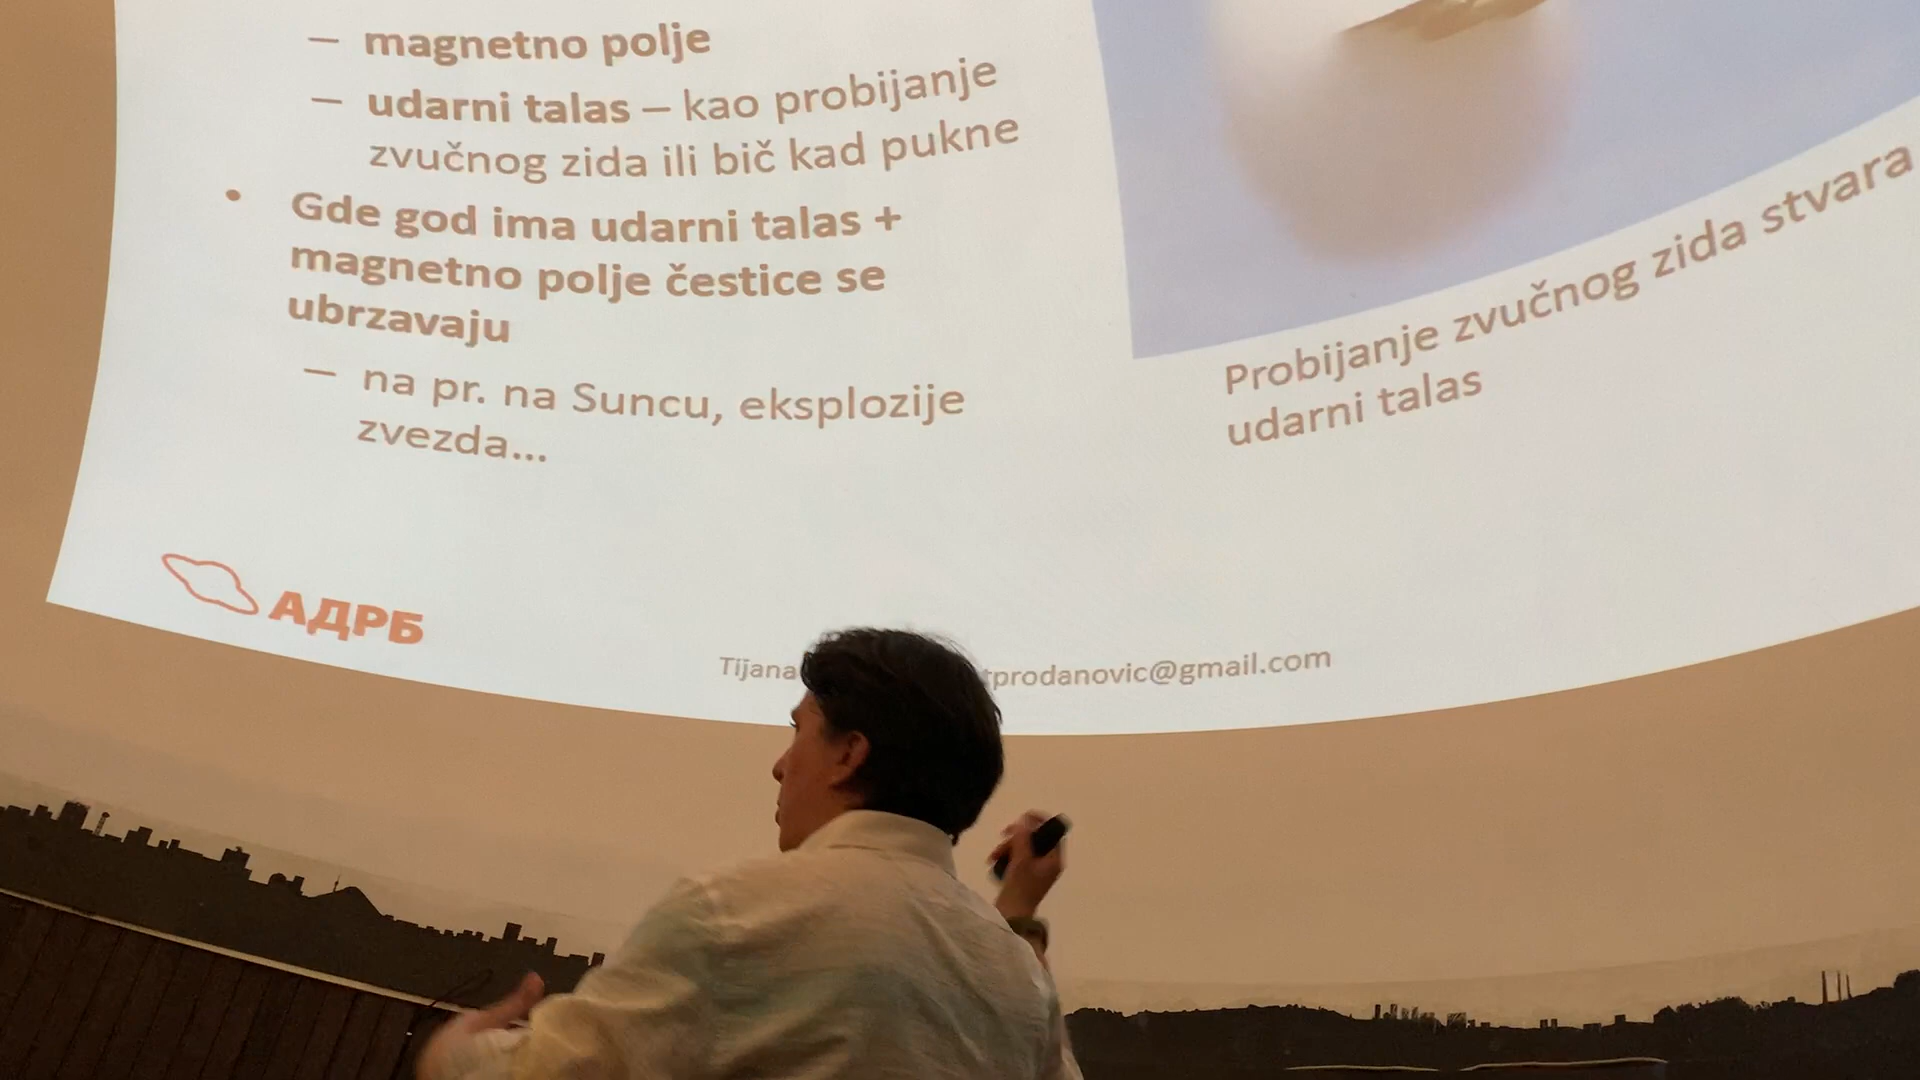 – magnetno polje
– udarni talas – kao probijanje
zvučnog zida ili bič kad pukne
• Gde god ima udarni talas +
magnetno polje čestice se
ubrzavaju
– na pr. na Suncu, eksplozije
zvezda...
Probijanje zvučnog zida stvara
udarni talas
АДРБ
Tijana tprodanovic@gmail.com